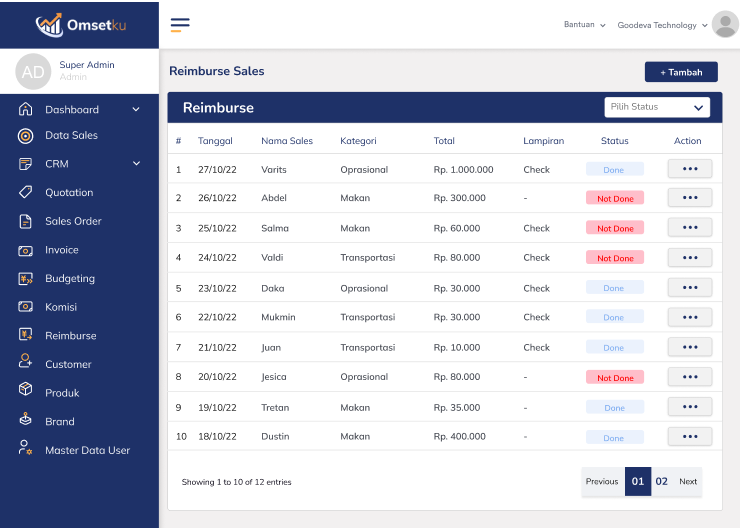 Omsetku
Bantuan
Goodeva Technology
AD
Super Admin
Admin
Dashboard
Data Sales
CRM
Quotation
Sales Order
Invoice
Budgeting
Komisi
Reimburse
Customer
Produk
Brand
Master Data User
Reimburse Sales
+ Tambah
Reimburse
Pilih Status
# Tanggal Nama Sales Kategori Total Lampiran Status Action
1 27/10/22 Varits Oprasional Rp. 1.000.000 Check Done
2 26/10/22 Abdel Makan Rp. 300.000 - Not Done
3 25/10/22 Salma Makan Rp. 60.000 Check Not Done
4 24/10/22 Valdi Transportasi Rp. 80.000 Check Not Done
5 23/10/22 Daka Oprasional Rp. 30.000 Check Done
6 22/10/22 Mukmin Transportasi Rp. 30.000 Check Done
7 21/10/22 Juan Transportasi Rp. 10.000 Check Done
8 20/10/22 Jesica Oprasional Rp. 80.000 - Not Done
9 19/10/22 Tretan Makan Rp. 35.000 - Done
10 18/10/22 Dustin Makan Rp. 400.000 - Done
Showing 1 to 10 of 12 entries
Previous 01 02 Next